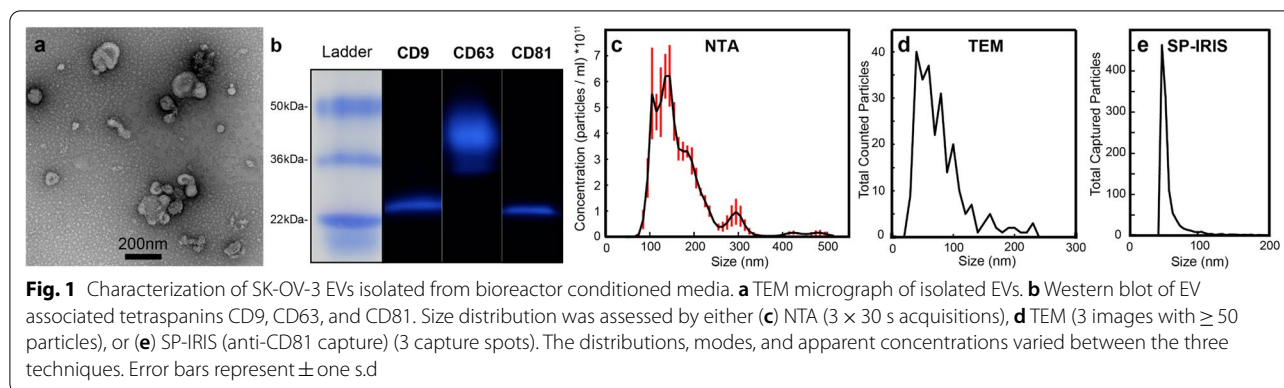 a
200nm
b
Ladder CD9 CD63 CD81
50kDa-
36kDa-
22kDa-
c
NTA
Concentration (particles / ml) *10¹¹
7
6
5
4
3
2
1
0
100 200 300 400 500
Size (nm)
d
TEM
Total Counted Particles
40
30
20
10
0
0 100 200 300
Size (nm)
e
SP-IRIS
Total Captured Particles
400
300
200
100
0
0 100 200
Size (nm)
Fig. 1 Characterization of SK-OV-3 EVs isolated from bioreactor conditioned media. a TEM micrograph of isolated EVs. b Western blot of EV
associated tetraspanins CD9, CD63, and CD81. Size distribution was assessed by either (c) NTA (3 × 30 s acquisitions), d TEM (3 images with ≥ 50
particles), or (e) SP-IRIS (anti-CD81 capture) (3 capture spots). The distributions, modes, and apparent concentrations varied between the three
techniques. Error bars represent ± one s.d